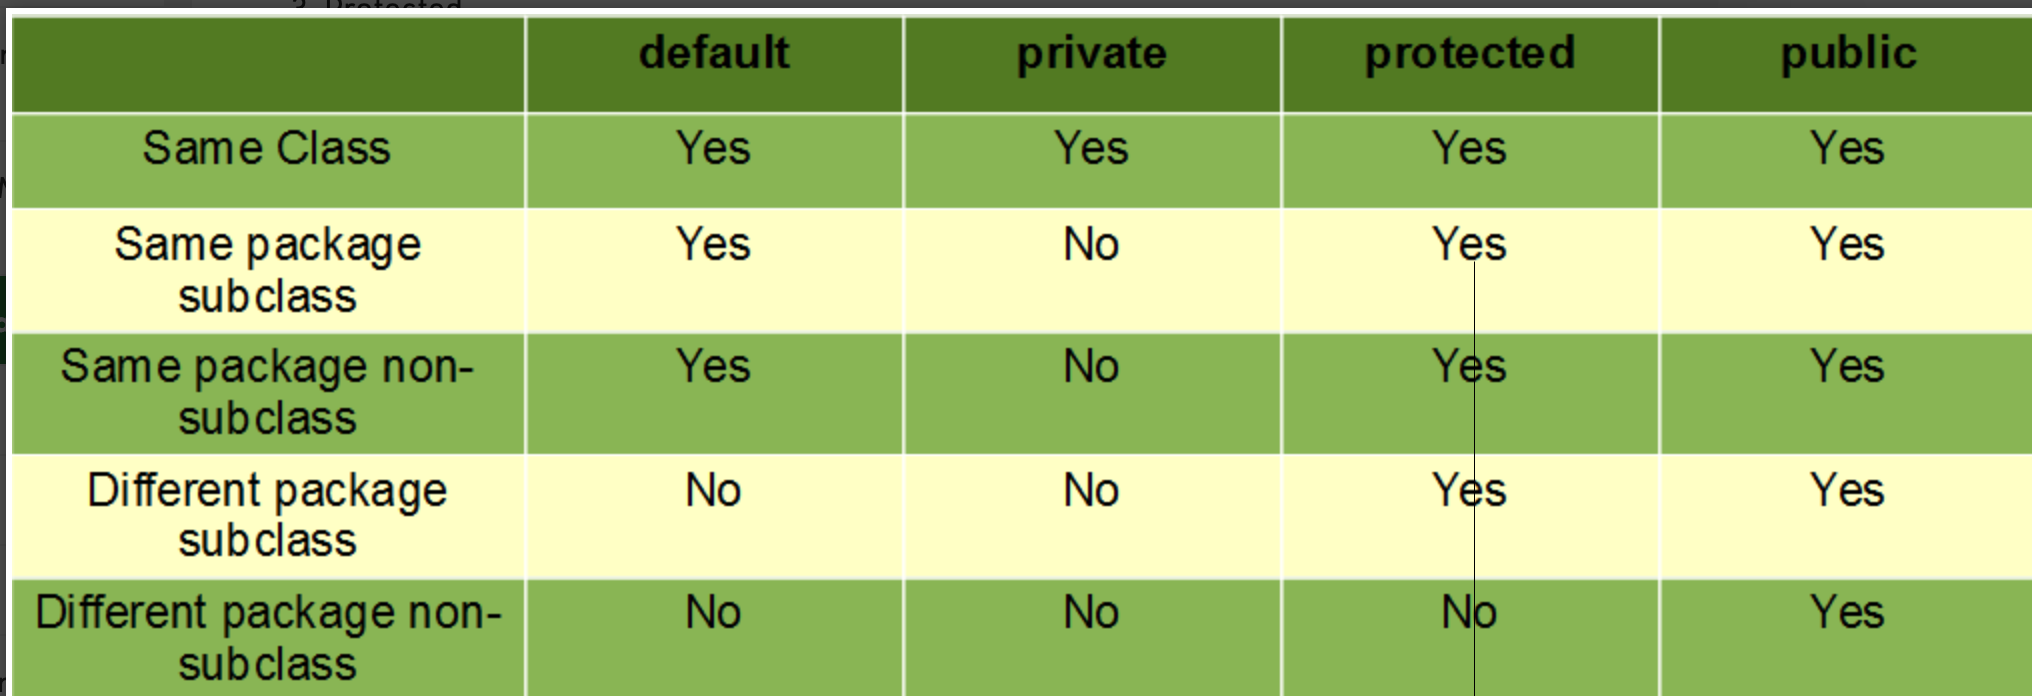 3. Protected
default private protected public
Same Class Yes Yes Yes Yes
Same package Yes No Yes Yes
subclass
Same package non- Yes No Yes Yes
subclass
Different package No No Yes Yes
subclass
Different package non- No No No Yes
subclass